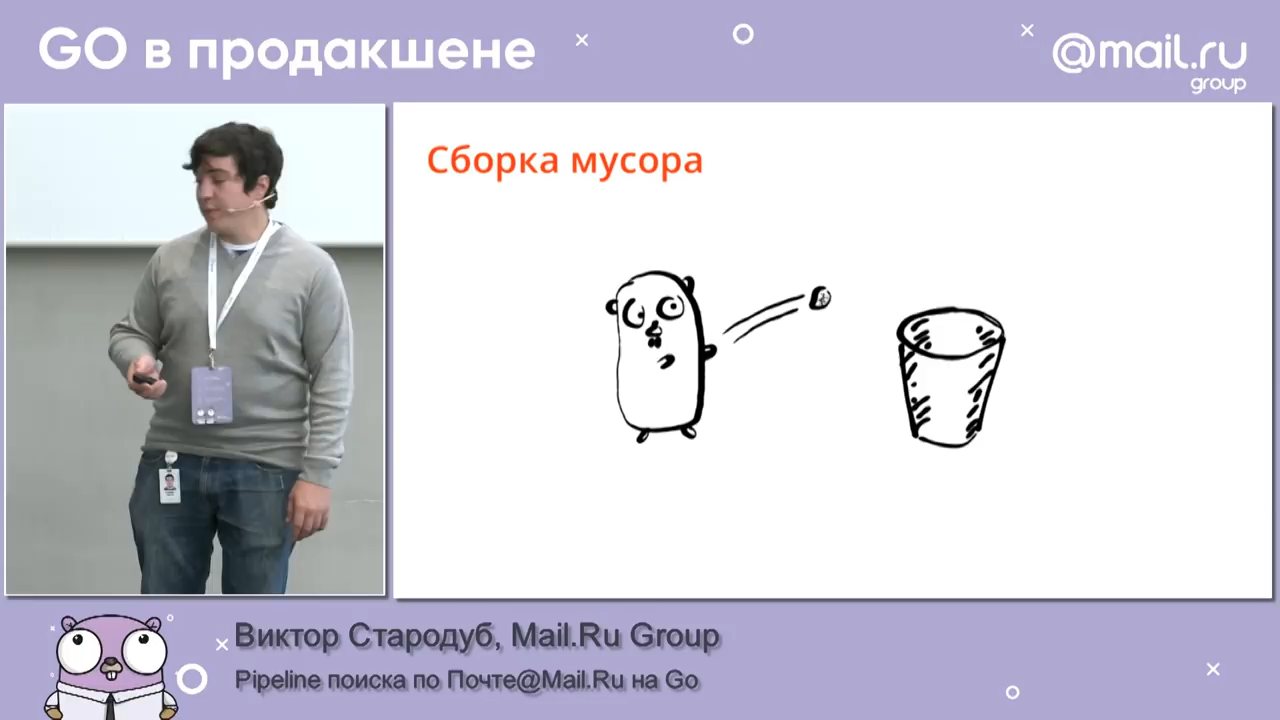 GO в продакшене
@mail.ru
group
Сборка мусора
Виктор Стародуб, Mail.Ru Group
Pipeline поиска по Почте@Mail.Ru на Go